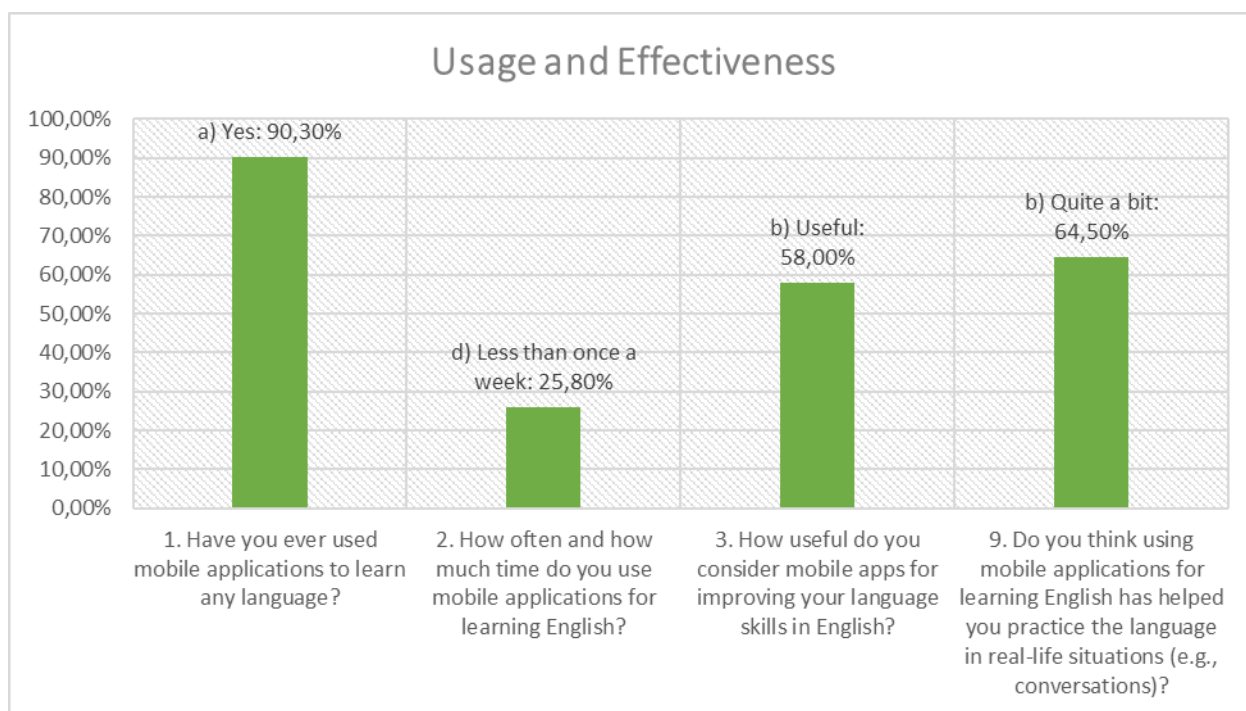 Usage and Effectiveness
100,00%
90,00%
80,00%
70,00%
60,00%
50,00%
40,00%
30,00%
20,00%
10,00%
0,00%
a) Yes: 90,30%
d) Less than once a
week: 25,80%
b) Useful:
58,00%
b) Quite a bit:
64,50%
1. Have you ever used
mobile applications to learn
any language?
2. How often and how
much time do you use
mobile applications for
learning English?
3. How useful do you
consider mobile apps for
improving your language
skills in English?
9. Do you think using
mobile applications for
learning English has helped
you practice the language
in real-life situations (e.g.,
conversations)?